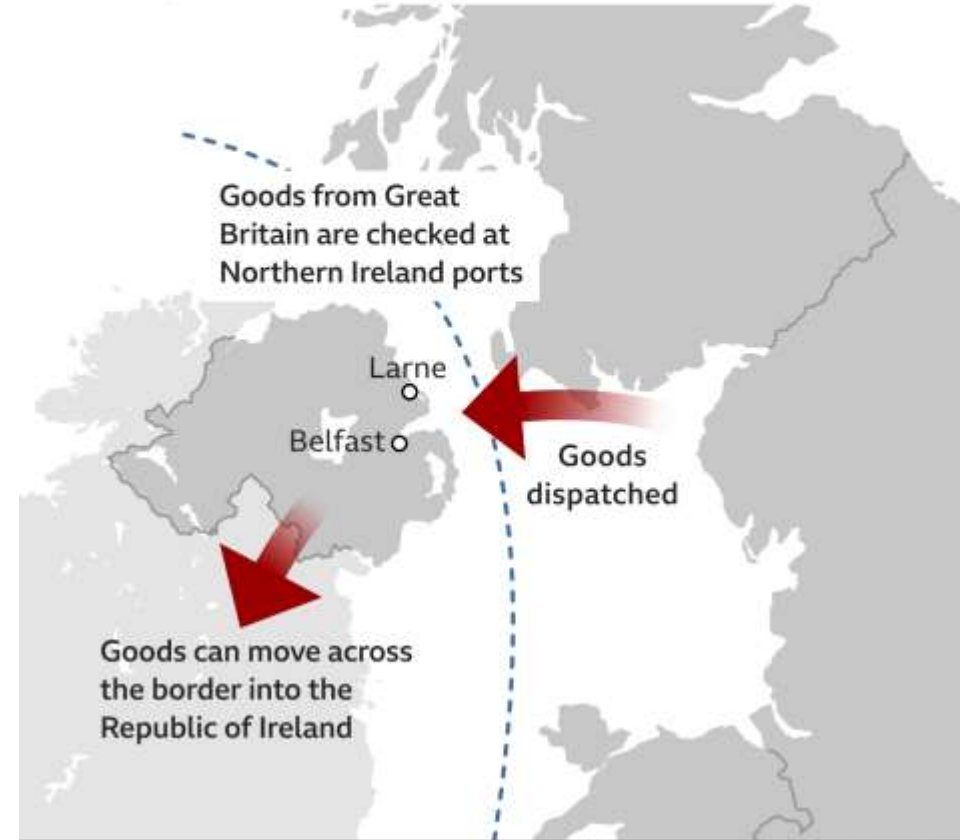 Goods from Great
Britain are checked at
Northern Ireland ports
Larne
Belfast
Goods
dispatched
Goods can move across
the border into the
Republic of Ireland